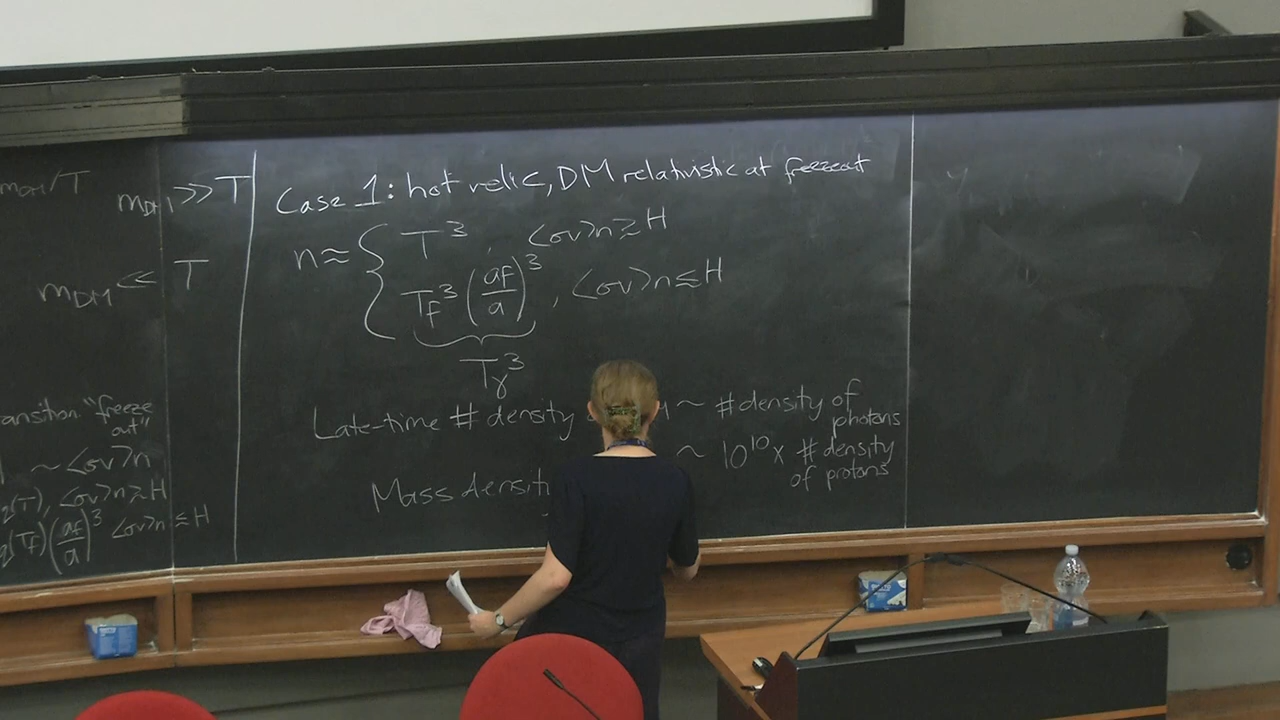 m_DM/T
m_DM >> T
m_DM << T
"freeze
out"
~ <σv>n
(T), <σv>n ≳ H
(T_f)(a_f/a)^3 <σv>n ≲ H
Case 1: hot relic, DM relativistic at freezeout
n ≈ { T^3, <σv>n ≳ H
T_f^3 (a_f/a)^3, <σv>n ≲ H
T_γ^3
Late-time # density ~ # density of
photons
~ 10^10 x # density
of protons
Mass densit